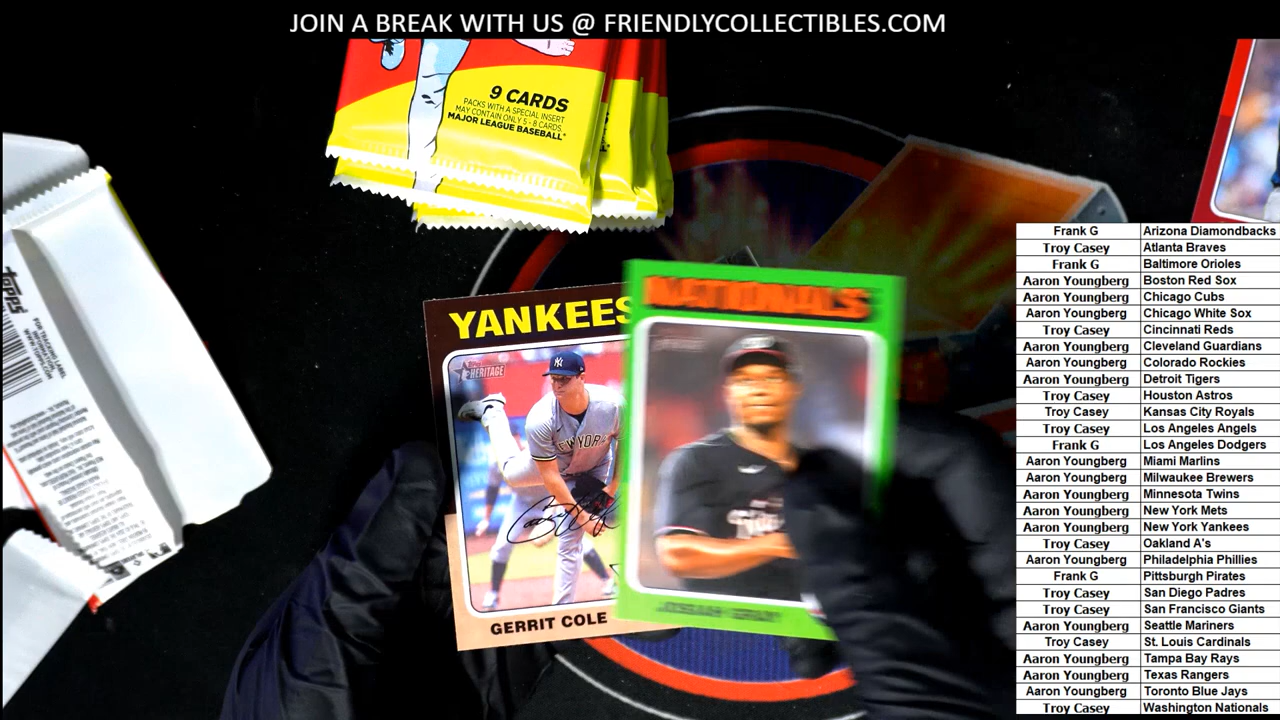 JOIN A BREAK WITH US @ FRIENDLYCOLLECTIBLES.COM
9 CARDS
PACKS WITH A SPECIAL INSERT
MAY CONTAIN ONLY 5 - 8 CARDS.
MAJOR LEAGUE BASEBALL
topps
YANKEES
HERITAGE
NEW YORK
GERRIT COLE
NATIONALS
JOSIAH GRAY
Frank G Arizona Diamondbacks
Troy Casey Atlanta Braves
Frank G Baltimore Orioles
Aaron Youngberg Boston Red Sox
Aaron Youngberg Chicago Cubs
Aaron Youngberg Chicago White Sox
Troy Casey Cincinnati Reds
Aaron Youngberg Cleveland Guardians
Aaron Youngberg Colorado Rockies
Aaron Youngberg Detroit Tigers
Troy Casey Houston Astros
Troy Casey Kansas City Royals
Troy Casey Los Angeles Angels
Frank G Los Angeles Dodgers
Aaron Youngberg Miami Marlins
Aaron Youngberg Milwaukee Brewers
Aaron Youngberg Minnesota Twins
Aaron Youngberg New York Mets
Aaron Youngberg New York Yankees
Troy Casey Oakland A's
Aaron Youngberg Philadelphia Phillies
Frank G Pittsburgh Pirates
Troy Casey San Diego Padres
Troy Casey San Francisco Giants
Aaron Youngberg Seattle Mariners
Troy Casey St. Louis Cardinals
Aaron Youngberg Tampa Bay Rays
Aaron Youngberg Texas Rangers
Aaron Youngberg Toronto Blue Jays
Troy Casey Washington Nationals